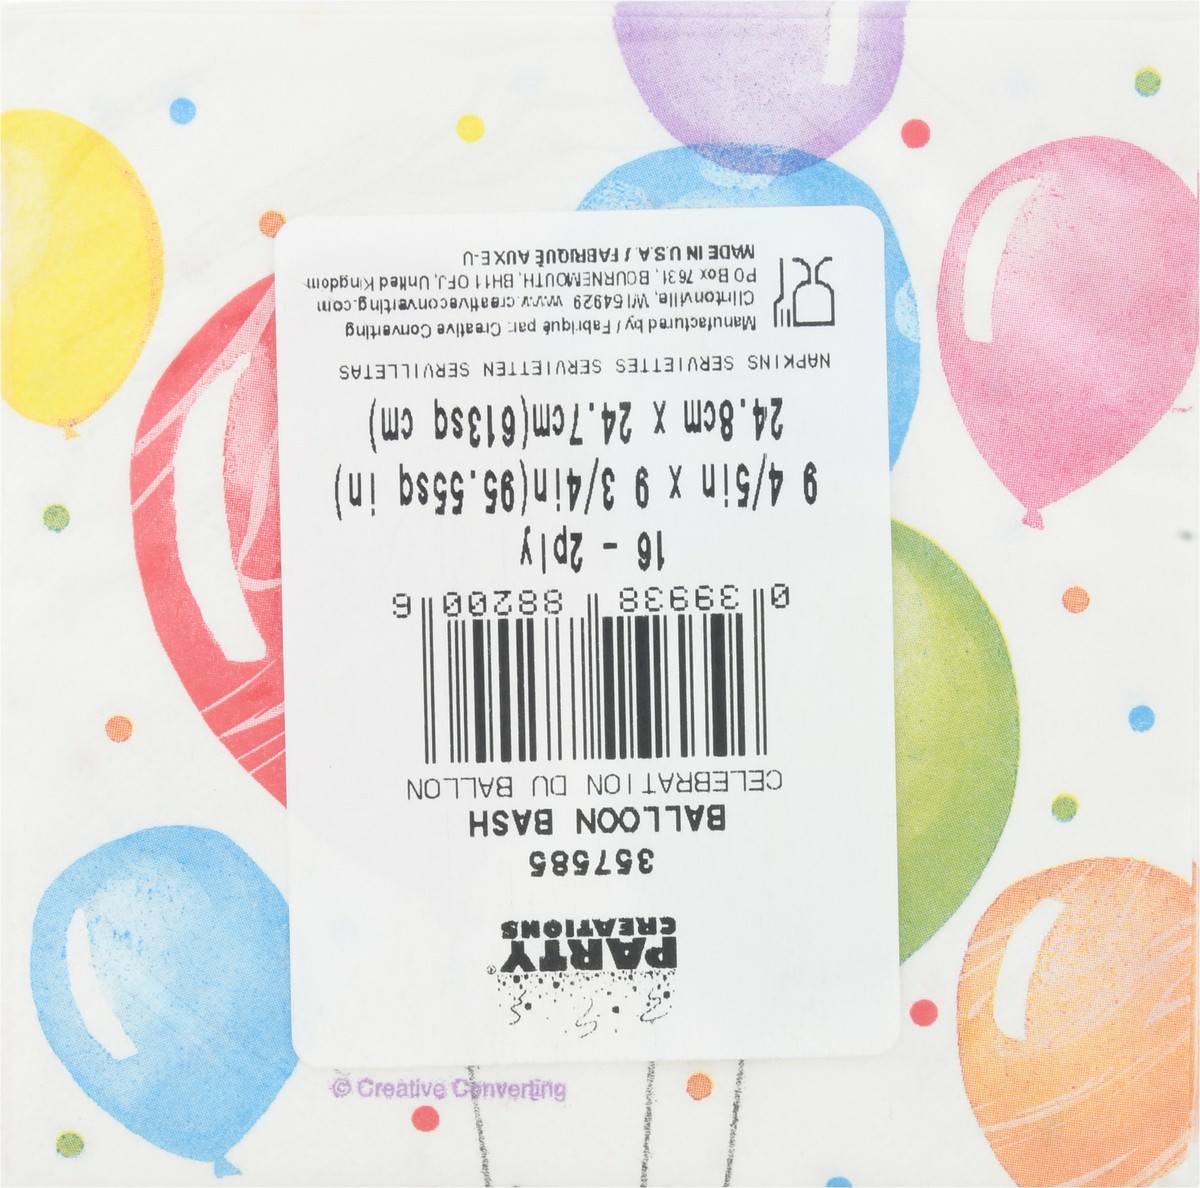 PARTY
CREATIONS®
357585
BALLOON BASH
CELEBRATION DU BALLON
0 39938 88200 6
16 - 2ply
9 4/5in x 9 3/4in(95.55sq in)
24.8cm x 24.7cm(613sq cm)
NAPKINS SERVIETTES SERVIETTEN SERVILLETAS
Manufactured by / Fabriqué par: Creative Converting
Clintonville, WI 54929 www.creativeconverting.com
PO Box 7631, BOURNEMOUTH, BH11 OFJ, United Kingdom
MADE IN U.S.A. / FABRIQUÉ AUX E-U
© Creative Converting